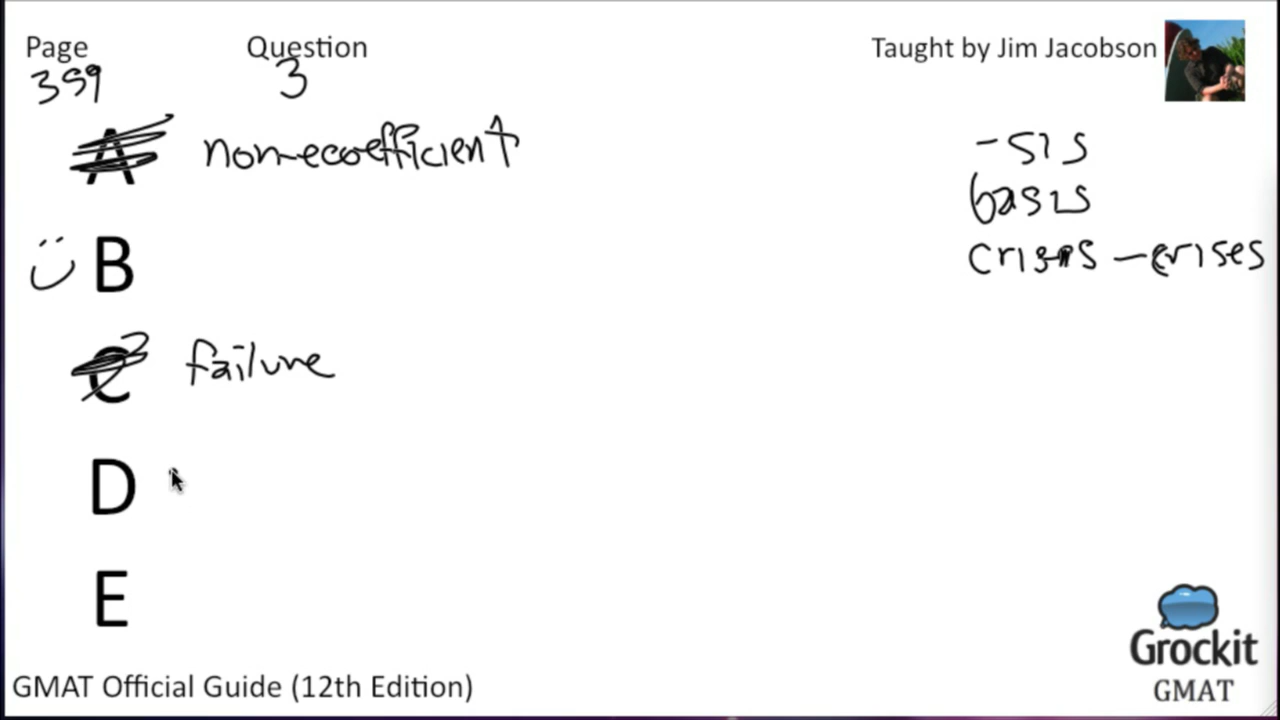 Page Question Taught by Jim Jacobson
359 3
A non-ecoefficient
-sis
basis
B
crises - crises
C failure
D
E
Grockit
GMAT
GMAT Official Guide (12th Edition)